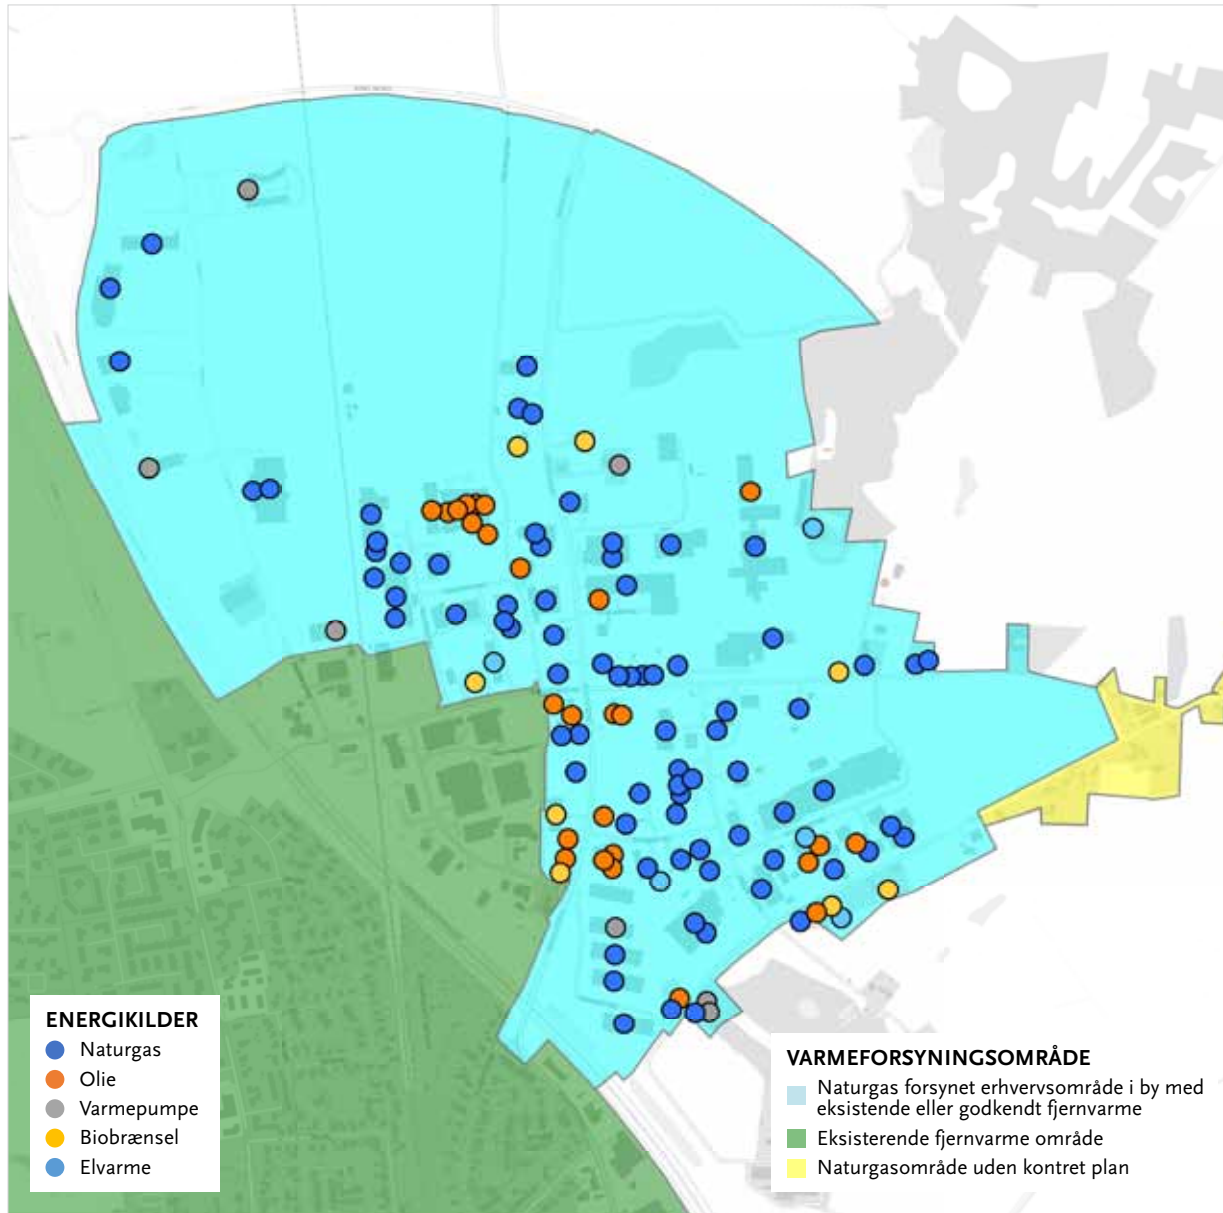 ENERGIKILDER
Naturgas
Olie
Varmepumpe
Biobrænsel
Elvarme
VARMEFORSYNINGSOMRÅDE
Naturgas forsynet erhvervsområde i by med
eksistende eller godkendt fjernvarme
Eksisterende fjernvarme område
Naturgasområde uden kontret plan